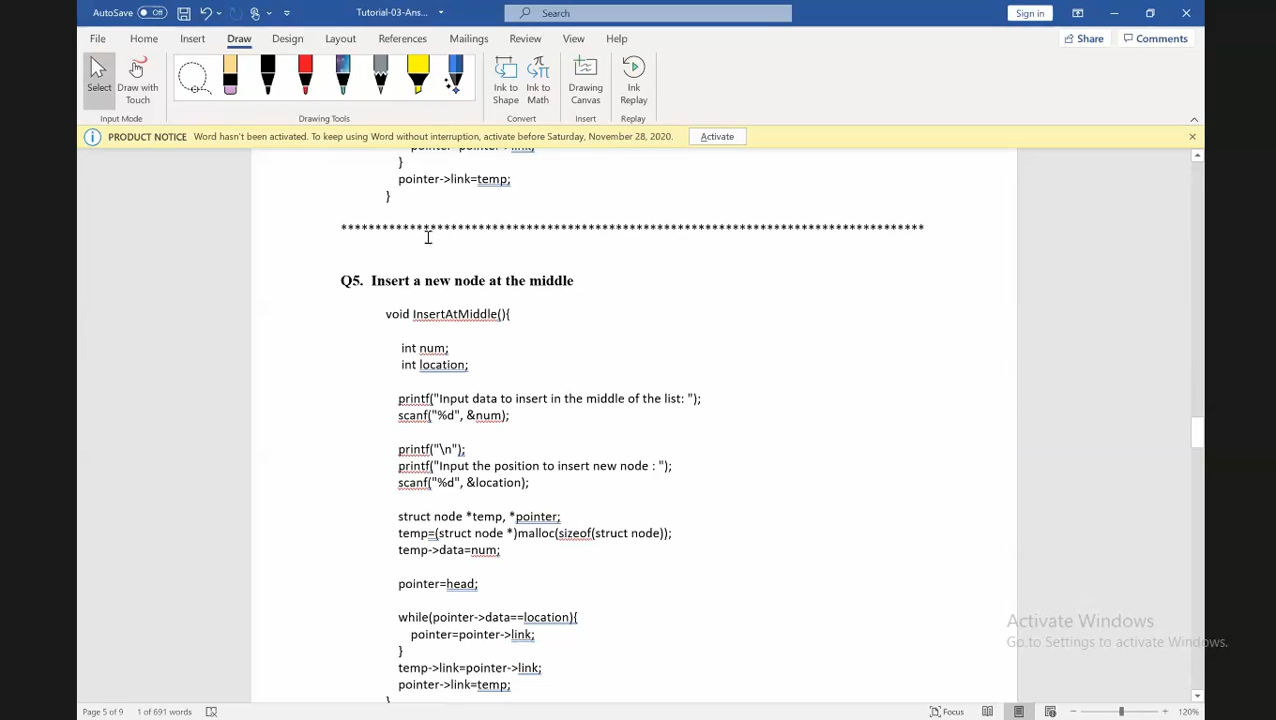 AutoSave Off Tutorial-03-Ans... Search Sign in
File Home Insert Draw Design Layout References Mailings Review View Help Share Comments
Select Draw with Touch Ink to Shape Ink to Math Drawing Canvas Ink Replay
Input Mode Drawing Tools Convert Insert Replay
PRODUCT NOTICE Word hasn't been activated. To keep using Word without interruption, activate before Saturday, November 28, 2020. Activate
}
pointer->link=temp;
}
*************************************************************************************
Q5. Insert a new node at the middle
void InsertAtMiddle(){
int num;
int location;
printf("Input data to insert in the middle of the list: ");
scanf("%d", &num);
printf("\n");
printf("Input the position to insert new node : ");
scanf("%d", &location);
struct node *temp, *pointer;
temp=(struct node *)malloc(sizeof(struct node));
temp->data=num;
pointer=head;
while(pointer->data==location){
pointer=pointer->link;
}
temp->link=pointer->link;
pointer->link=temp;
}
Activate Windows
Go to Settings to activate Windows.
Page 5 of 9 1 of 691 words Focus 120%